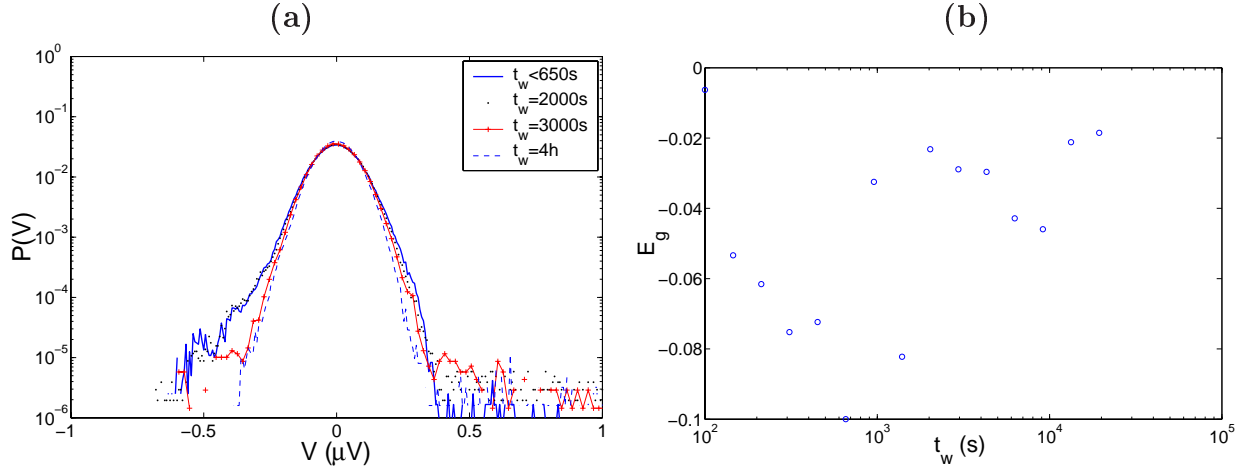 (a)
(b)
10^0
10^-1
10^-2
10^-3
10^-4
10^-5
10^-6
P(V)
-1
-0.5
0
0.5
1
V (μV)
t_w<650s
t_w=2000s
t_w=3000s
t_w=4h
0
-0.02
-0.04
-0.06
-0.08
-0.1
E_g
10^2
10^3
10^4
10^5
t_w (s)